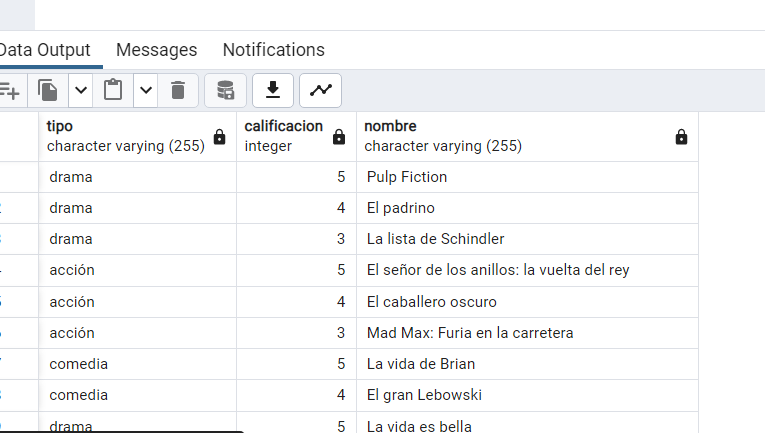 Data Output Messages Notifications
tipo calificacion nombre
character varying (255) integer character varying (255)
drama 5 Pulp Fiction
drama 4 El padrino
drama 3 La lista de Schindler
acción 5 El señor de los anillos: la vuelta del rey
acción 4 El caballero oscuro
acción 3 Mad Max: Furia en la carretera
comedia 5 La vida de Brian
comedia 4 El gran Lebowski
drama 5 La vida es bella